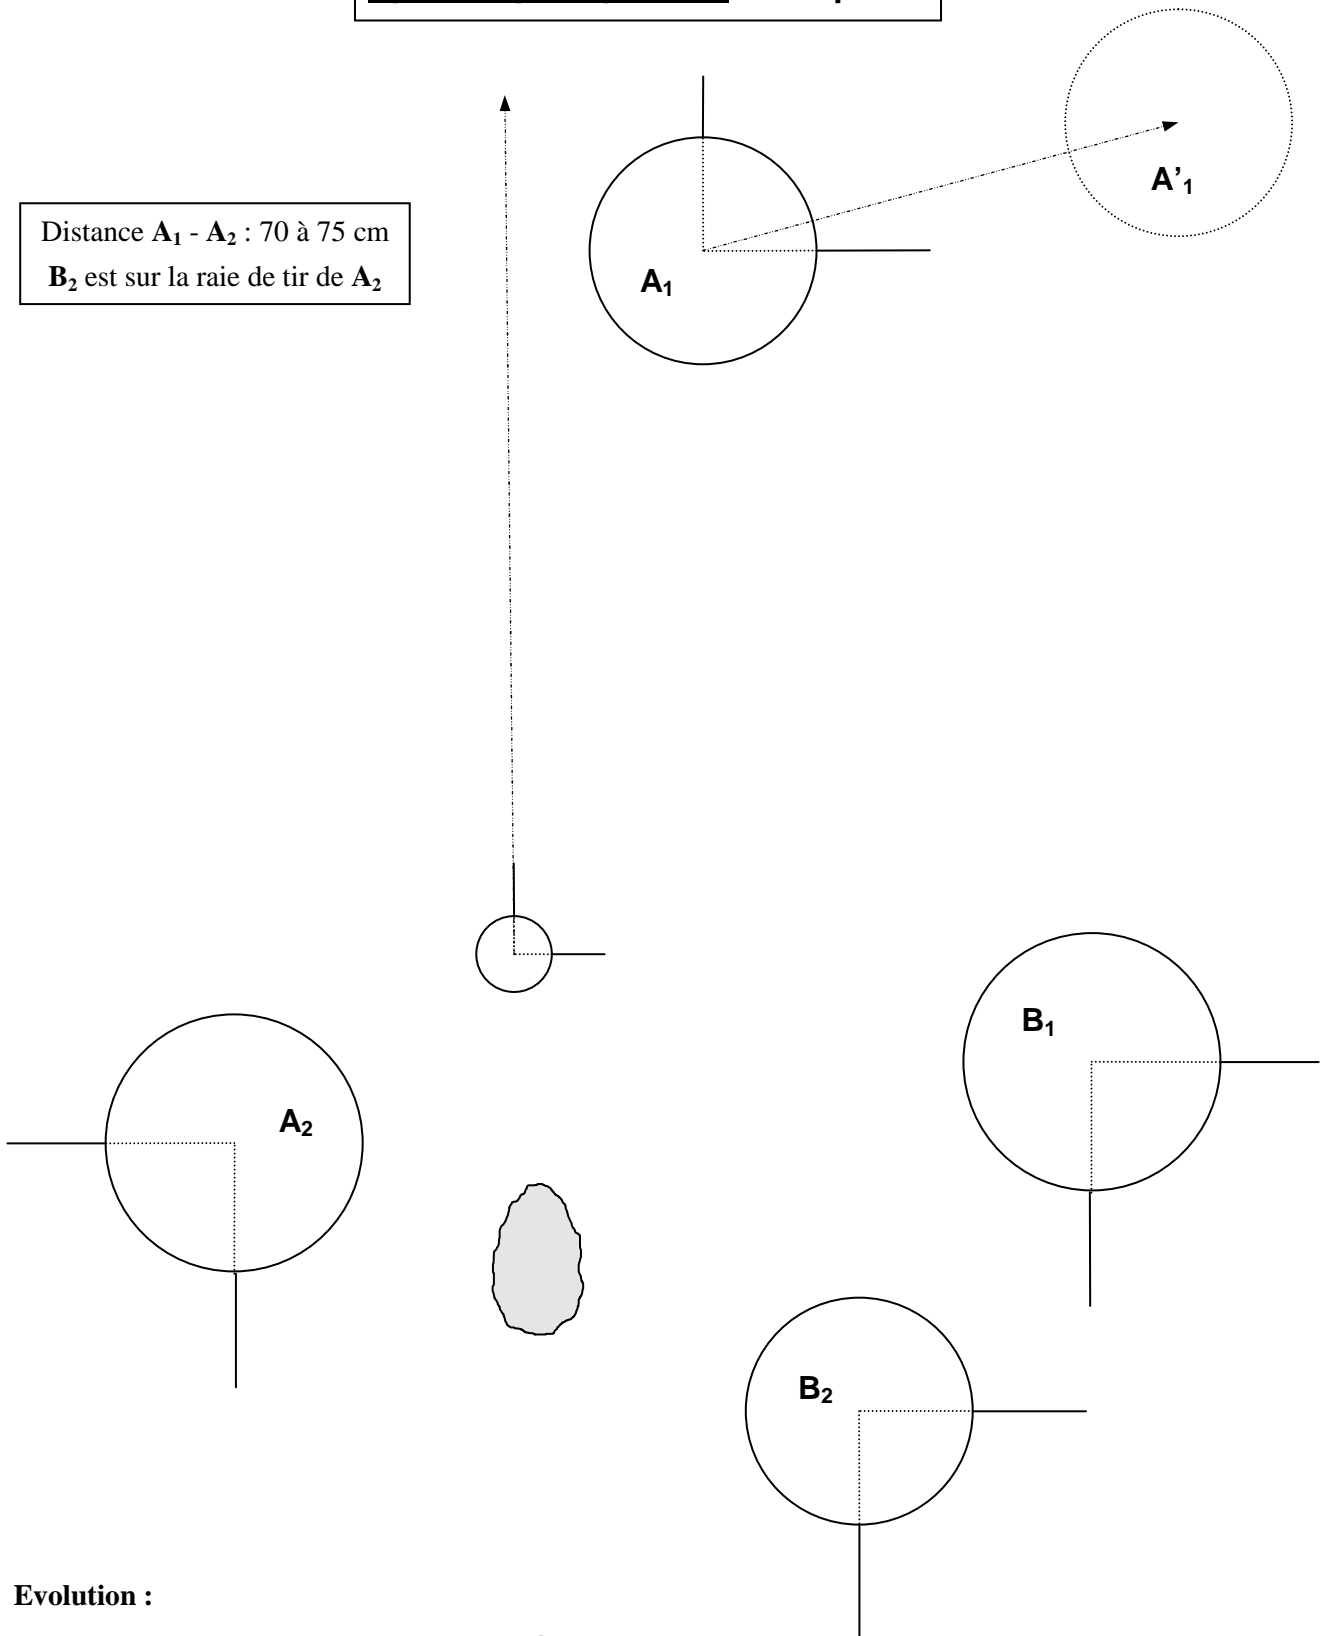 A’₁
Distance A₁ - A₂ : 70 à 75 cm
B₂ est sur la raie de tir de A₂
A₁
B₁
A₂
B₂
Evolution :